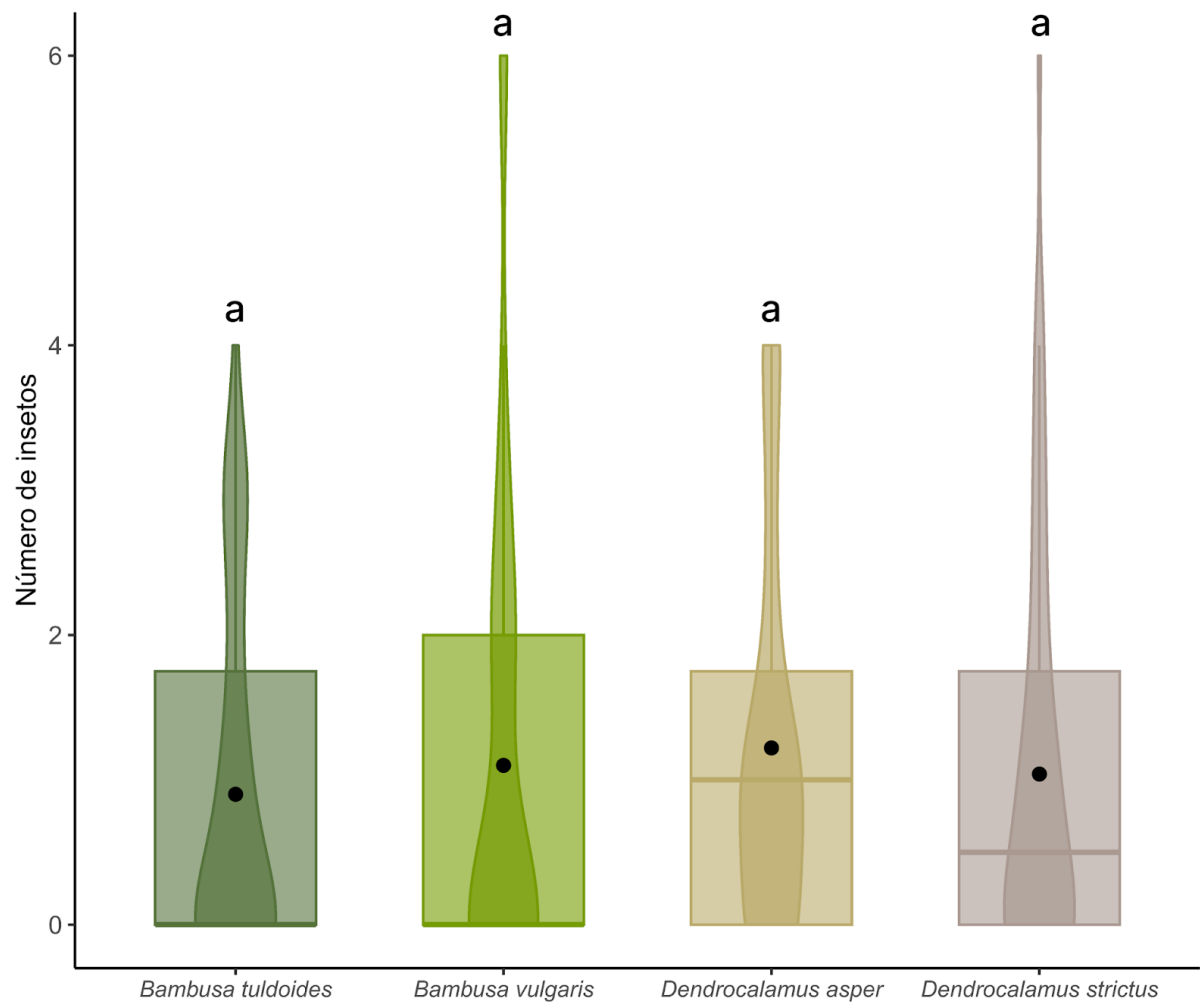 a
a
6
a
a
4
Número de insetos
2
0
Bambusa tuldoides
Bambusa vulgaris
Dendrocalamus asper
Dendrocalamus strictus